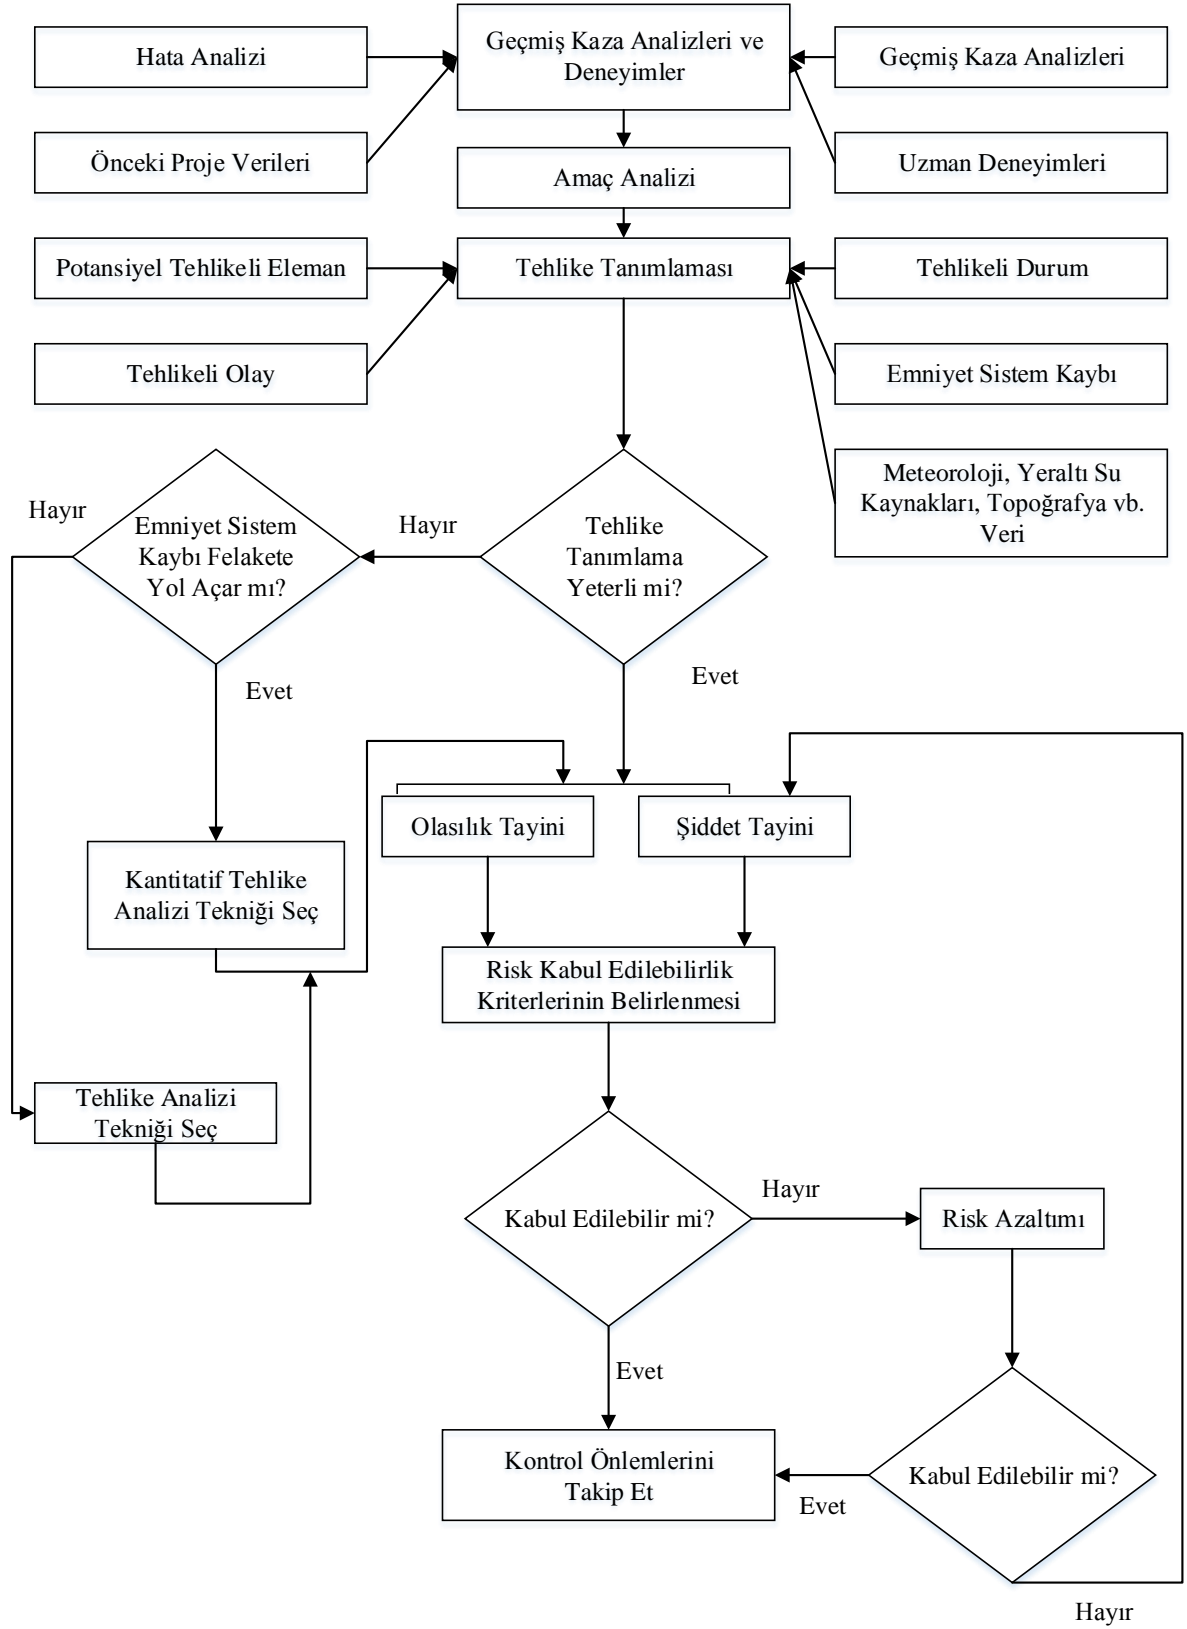 Hata Analizi
Geçmiş Kaza Analizleri ve
Deneyimler
Geçmiş Kaza Analizleri
Önceki Proje Verileri
Uzman Deneyimleri
Amaç Analizi
Potansiyel Tehlikeli Eleman
Tehlike Tanımlaması
Tehlikeli Durum
Tehlikeli Olay
Emniyet Sistem Kaybı
Meteoroloji, Yeraltı Su
Kaynakları, Topoğrafya vb.
Veri
Hayır
Emniyet Sistem
Kaybı Felakete
Yol Açar mı?
Hayır
Tehlike
Tanımlama
Yeterli mi?
Evet
Evet
Olasılık Tayini
Şiddet Tayini
Kantitatif Tehlike
Analizi Tekniği Seç
Risk Kabul Edilebilirlik
Kriterlerinin Belirlenmesi
Tehlike Analizi
Tekniği Seç
Kabul Edilebilir mi?
Hayır
Risk Azaltımı
Evet
Kontrol Önlemlerini
Takip Et
Evet
Kabul Edilebilir mi?
Hayır